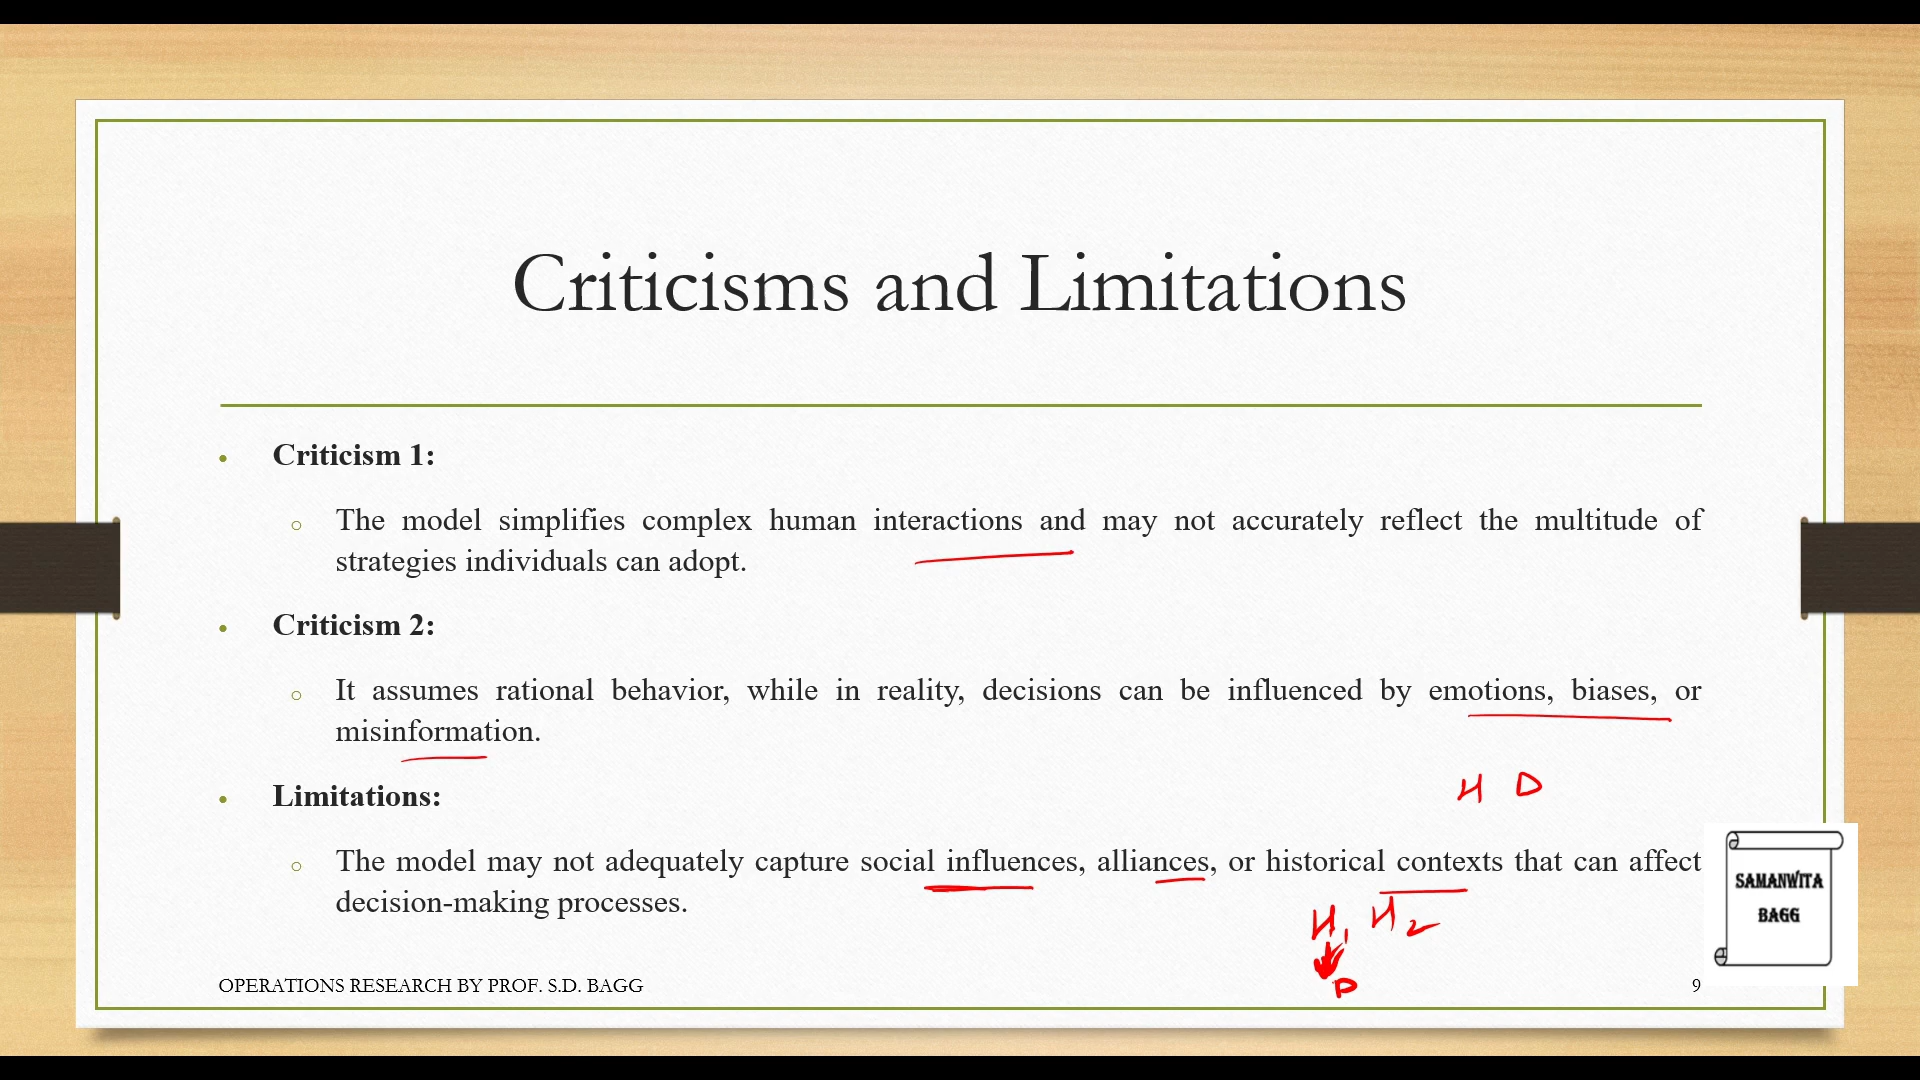 Criticisms and Limitations
• Criticism 1:
○ The model simplifies complex human interactions and may not accurately reflect the multitude of
strategies individuals can adopt.
• Criticism 2:
○ It assumes rational behavior, while in reality, decisions can be influenced by emotions, biases, or
misinformation.
H D
• Limitations:
○ The model may not adequately capture social influences, alliances, or historical contexts that can affect
decision-making processes.
H1 H2
D
SAMANWITA
BAGG
OPERATIONS RESEARCH BY PROF. S.D. BAGG
9